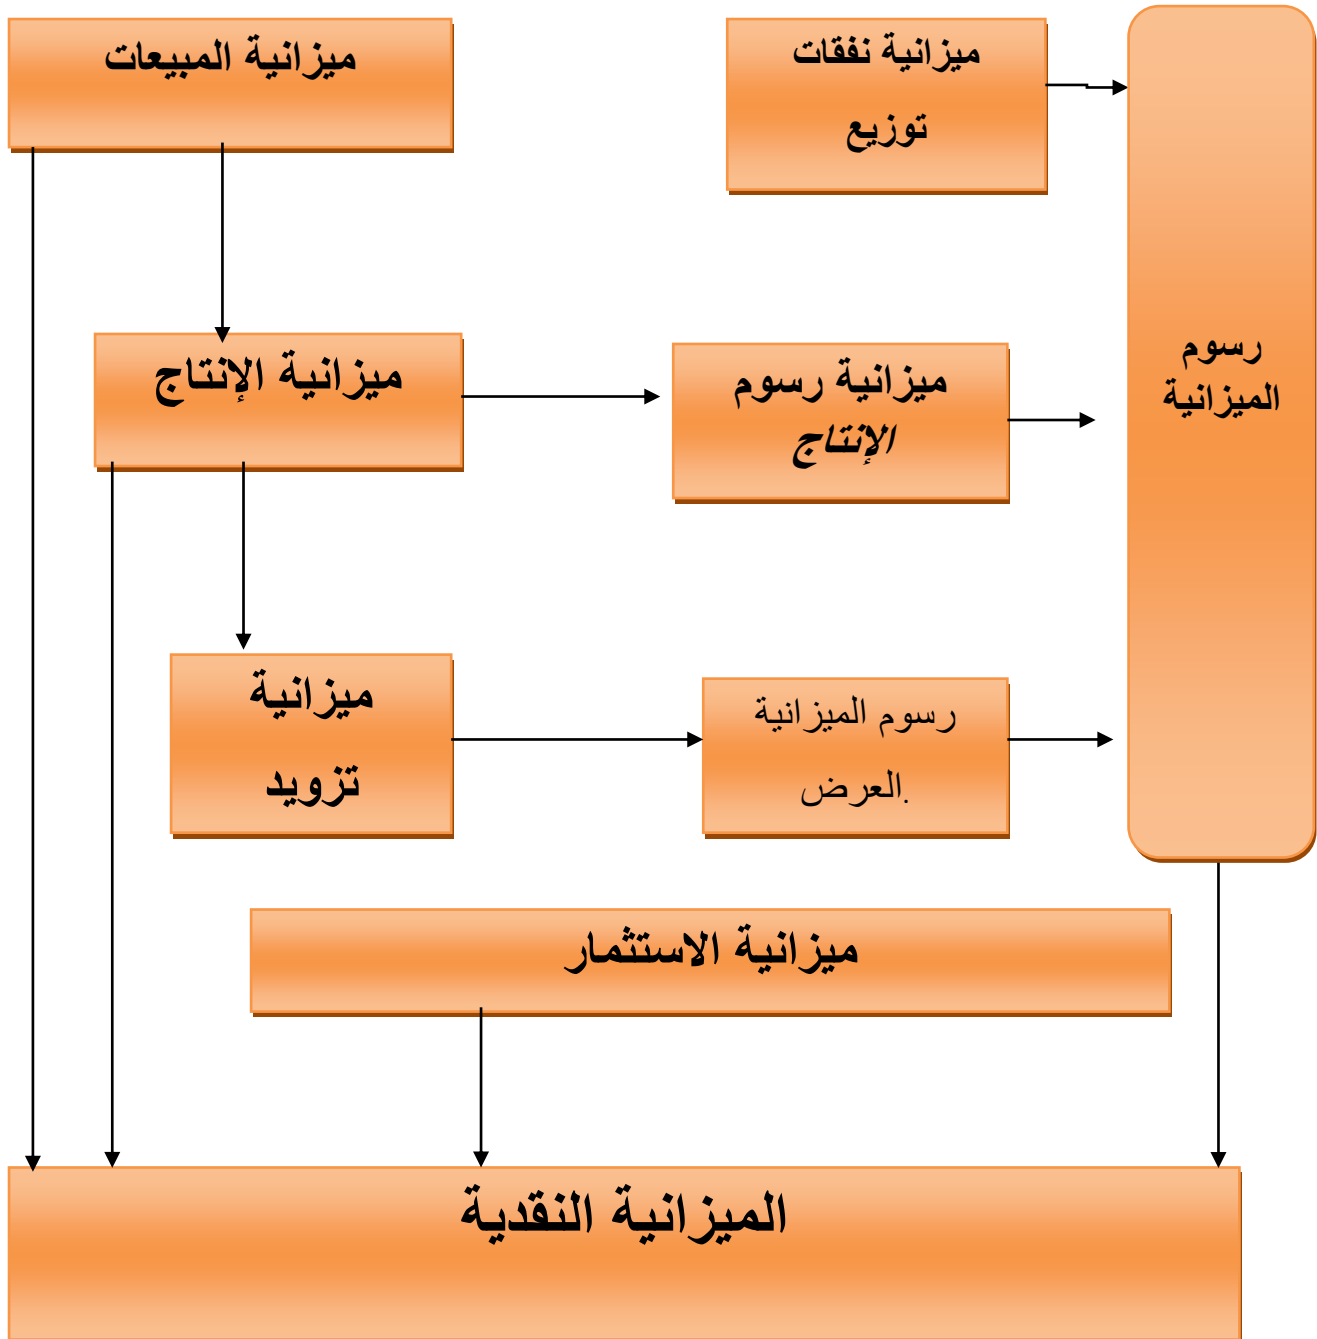 ميزانية المبيعات
ميزانية نفقات
توزيع
رسوم
الميزانية
ميزانية الإنتاج
ميزانية رسوم
الإنتاج
ميزانية
تزويد
رسوم الميزانية
العرض.
ميزانية الاستثمار
الميزانية النقدية